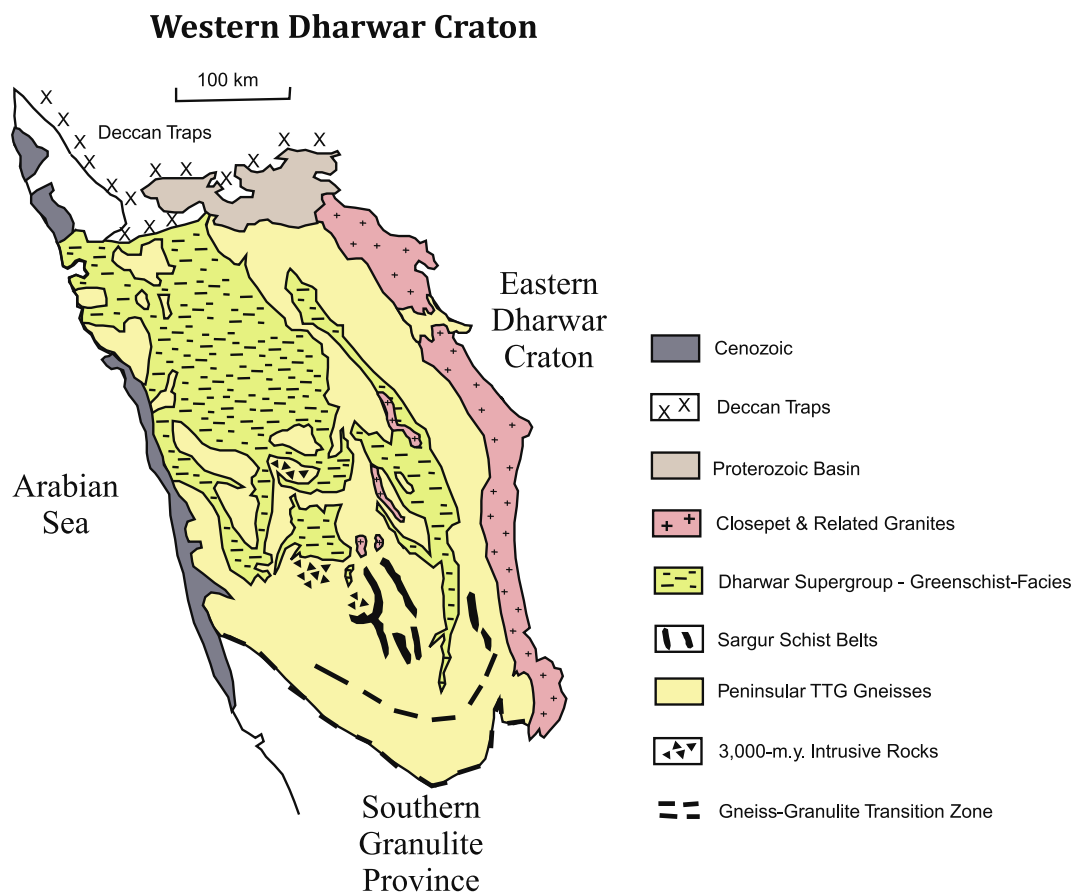 Western Dharwar Craton
100 km
Deccan Traps
Eastern
Dharwar
Craton
Arabian
Sea
Southern
Granulite
Province
Cenozoic
Deccan Traps
Proterozoic Basin
Closepet & Related Granites
Dharwar Supergroup - Greenschist-Facies
Sargur Schist Belts
Peninsular TTG Gneisses
3,000-m.y. Intrusive Rocks
Gneiss-Granulite Transition Zone